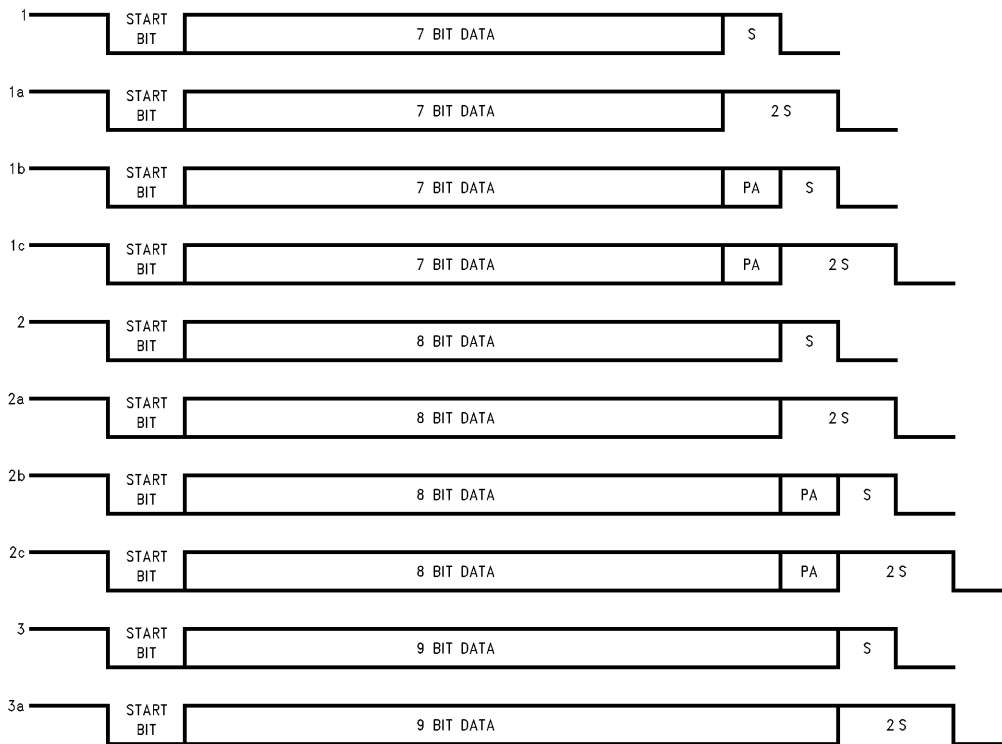 1 START BIT 7 BIT DATA S
1a START BIT 7 BIT DATA 2 S
1b START BIT 7 BIT DATA PA S
1c START BIT 7 BIT DATA PA 2 S
2 START BIT 8 BIT DATA S
2a START BIT 8 BIT DATA 2 S
2b START BIT 8 BIT DATA PA S
2c START BIT 8 BIT DATA PA 2 S
3 START BIT 9 BIT DATA S
3a START BIT 9 BIT DATA 2 S